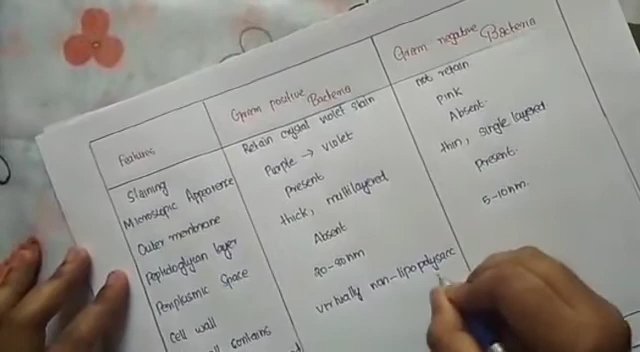 Features Gram positive Bacteria Gram negative Bacteria
Staining Retain crystal violet stain not retain
Microscopic Appearence Purple → violet Pink
Outer membrane Present Absent
Peptidoglycan layer thick, multilayered thin, single layered
Periplasmic space Absent Present
Cell wall 20-80nm 5-10nm
contains virtually non-lipopolysacc